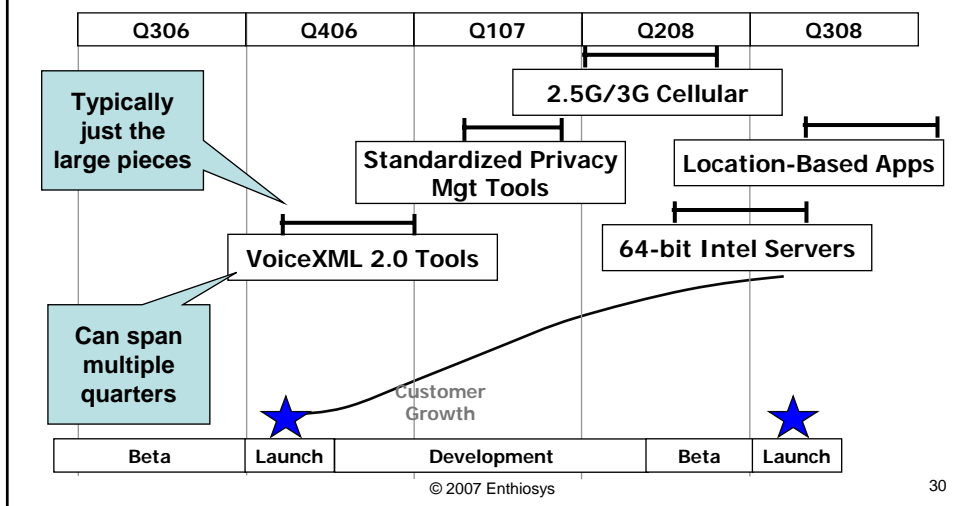 Q306 Q406 Q107 Q208 Q308
Typically
just the
large pieces
2.5G/3G Cellular
Standardized Privacy
Mgt Tools
Location-Based Apps
VoiceXML 2.0 Tools
64-bit Intel Servers
Can span
multiple
quarters
Customer
Growth
Beta Launch Development Beta Launch
© 2007 Enthiosys
30